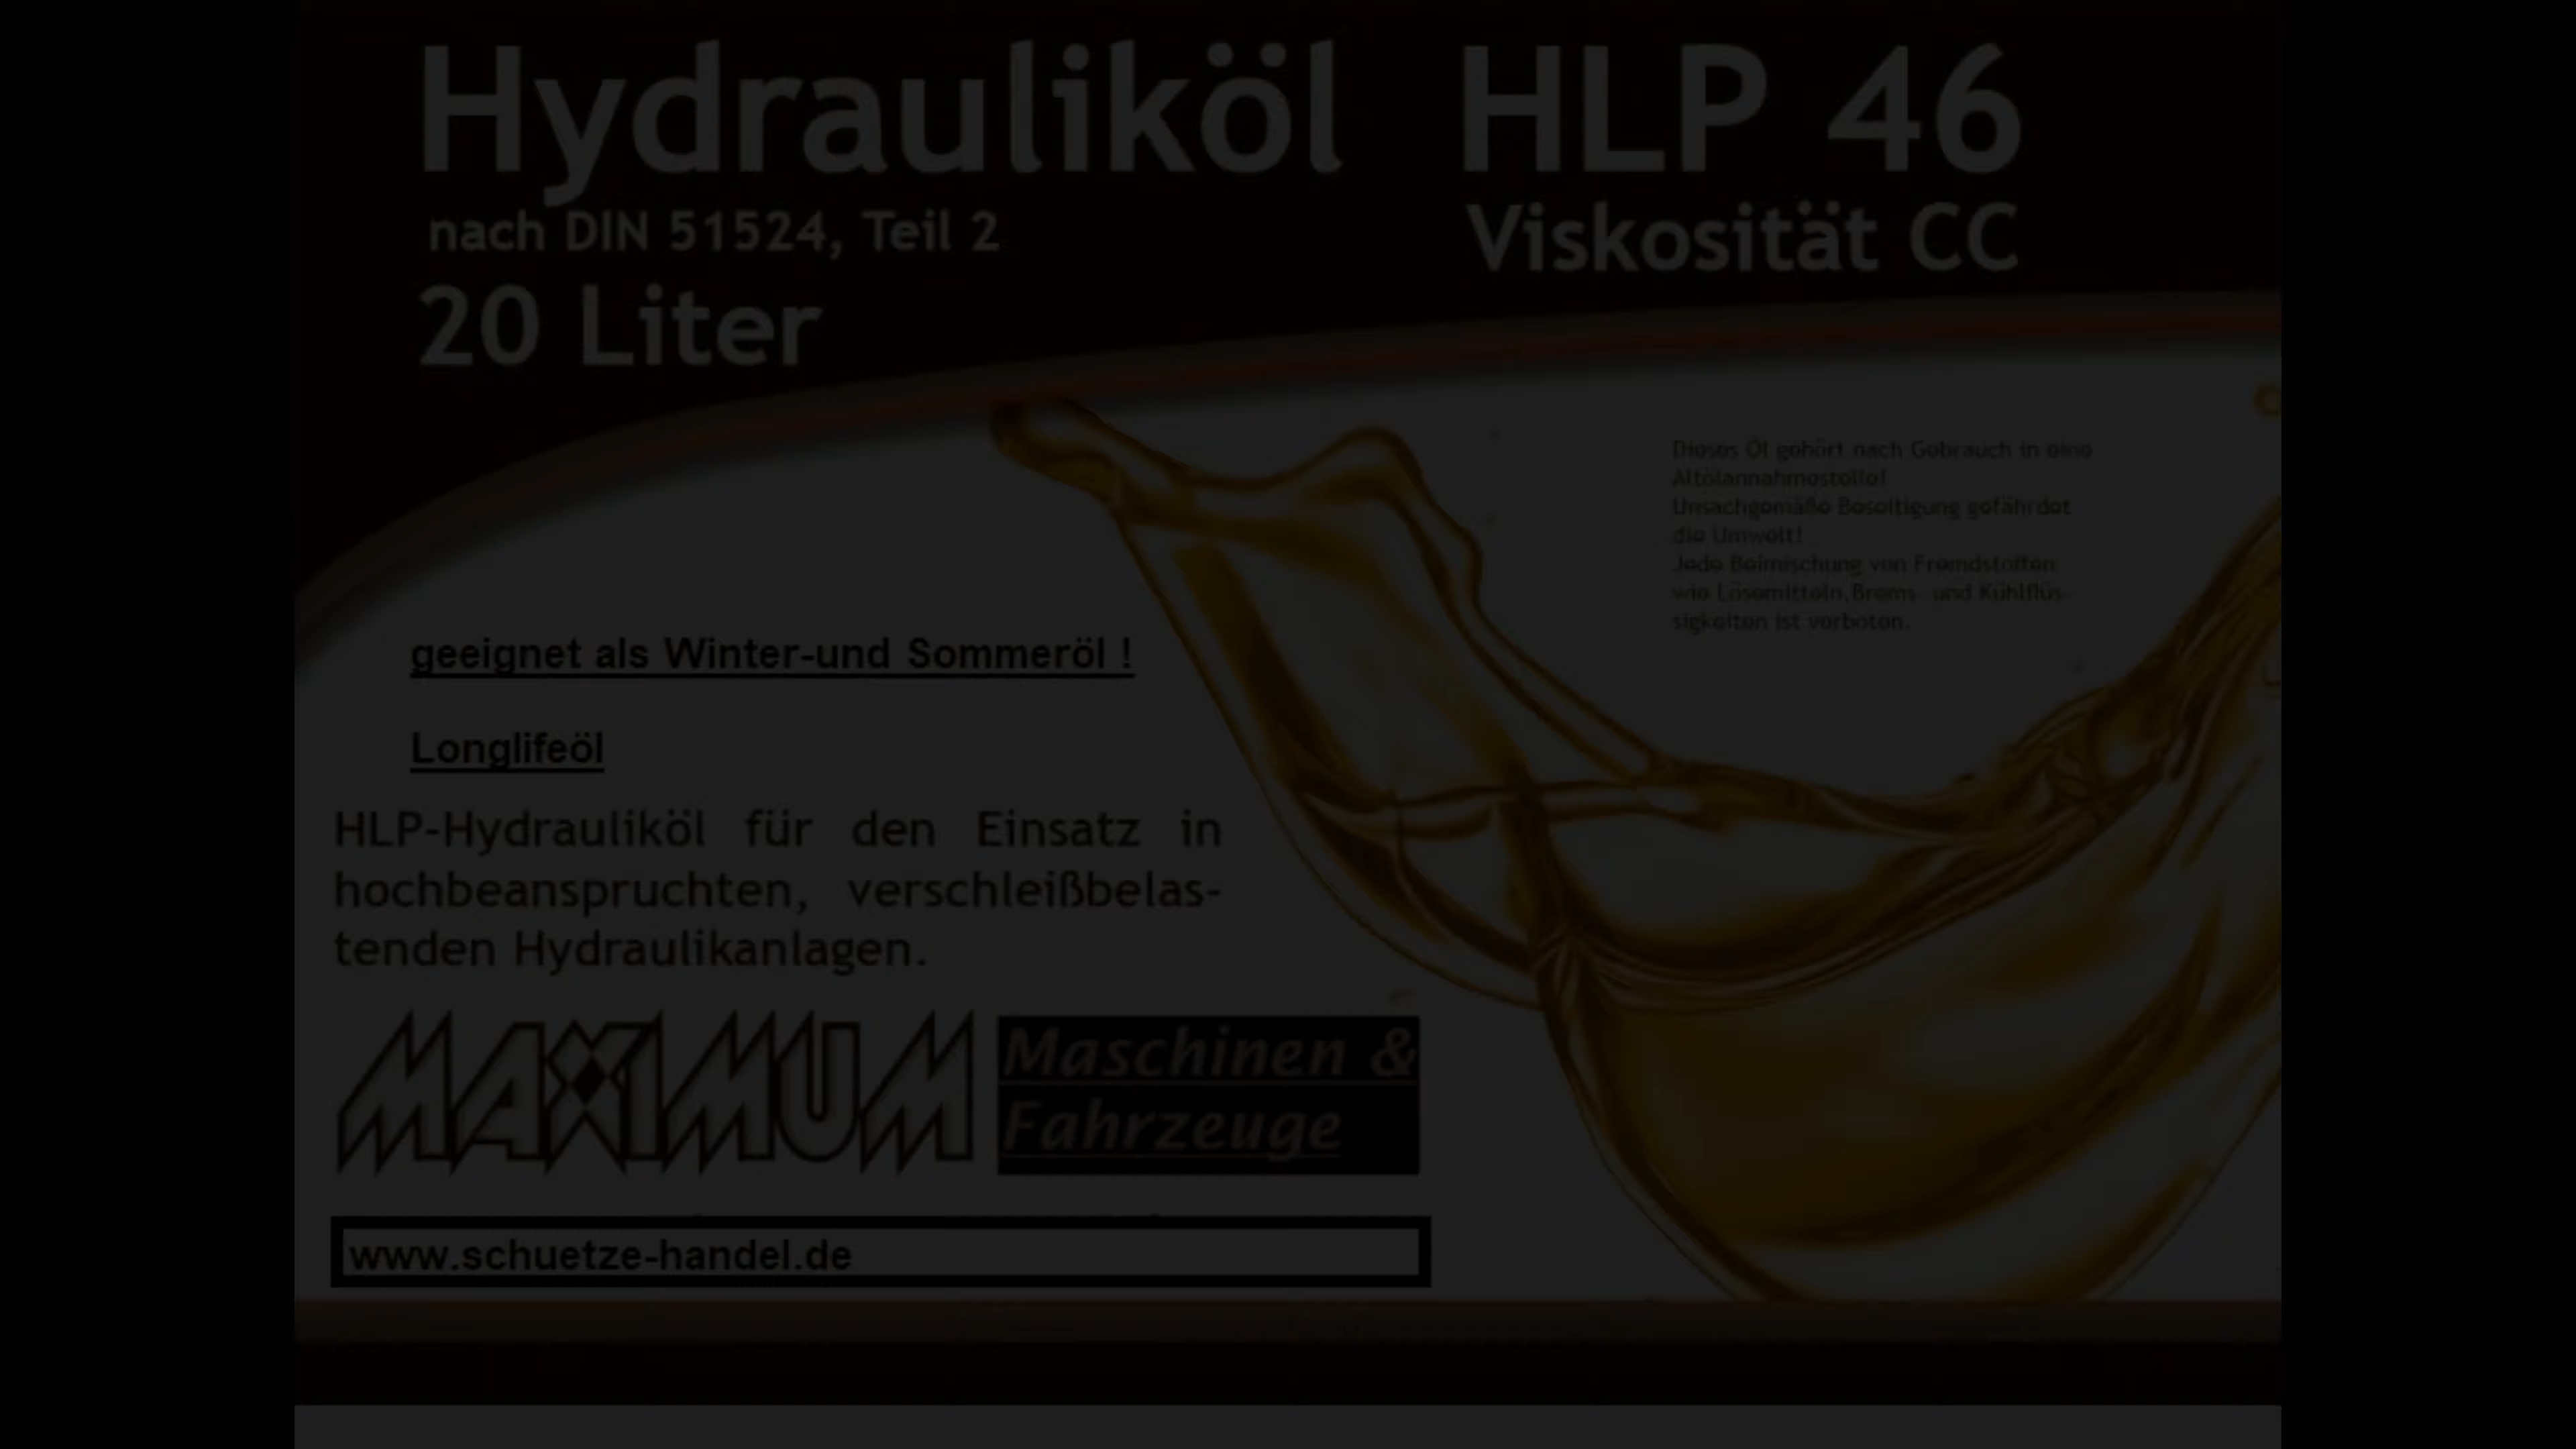 Hydrauliköl HLP 46
nach DIN 51524, Teil 2
Viskosität CC
20 Liter
Dieses Öl gehört nach Gebrauch in eine
Altölannahmestelle!
Unsachgemäße Beseitigung gefährdet
die Umwelt!
Jede Beimischung von Fremdstoffen
wie Lösemitteln,Brems- und Kühlflüs-
sigkeiten ist verboten.
geeignet als Winter-und Sommeröl !
Longlifeöl
HLP-Hydrauliköl für den Einsatz in
hochbeanspruchten, verschleißbelas-
tenden Hydraulikanlagen.
MAXIMUM
Maschinen &
Fahrzeuge
www.schuetze-handel.de